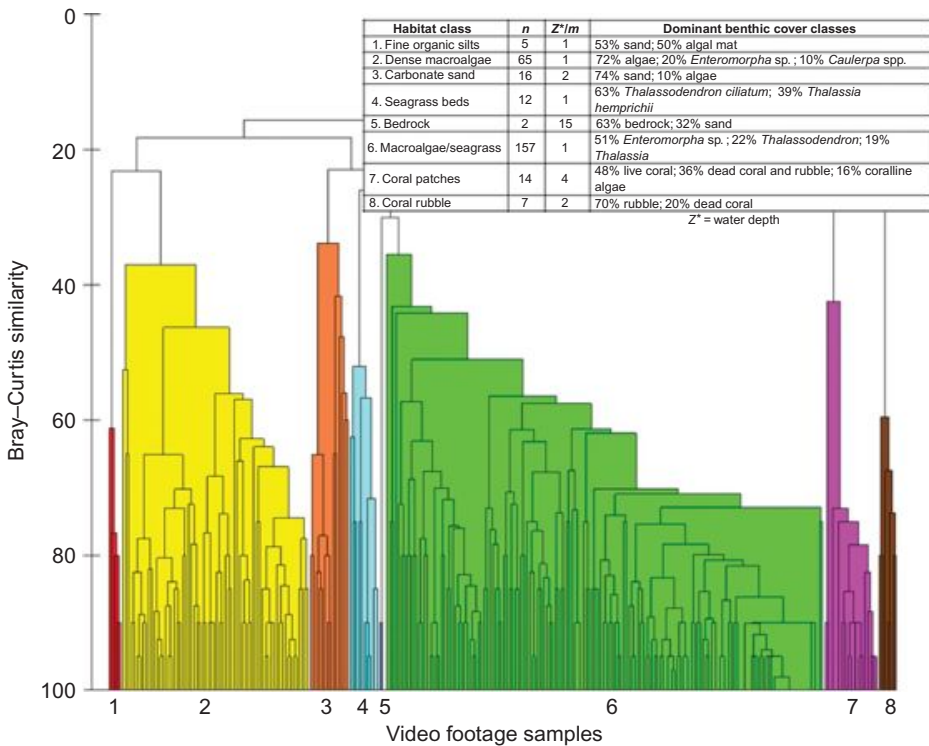 Habitat class n Z*/m Dominant benthic cover classes
1. Fine organic silts 5 1 53% sand; 50% algal mat
2. Dense macroalgae 65 1 72% algae; 20% Enteromorpha sp.; 10% Caulerpa spp.
3. Carbonate sand 16 2 74% sand; 10% algae
4. Seagrass beds 12 1 63% Thalassodendron ciliatum; 39% Thalassia
hemprichii
5. Bedrock 2 15 63% bedrock; 32% sand
6. Macroalgae/seagrass 157 1 51% Enteromorpha sp.; 22% Thalassodendron; 19%
Thalassia
7. Coral patches 14 4 48% live coral; 36% dead coral and rubble; 16% coralline
algae
8. Coral rubble 7 2 70% rubble; 20% dead coral
Z* = water depth
Bray–Curtis similarity
0
20
40
60
80
100
1 2 3 4 5 6 7 8
Video footage samples